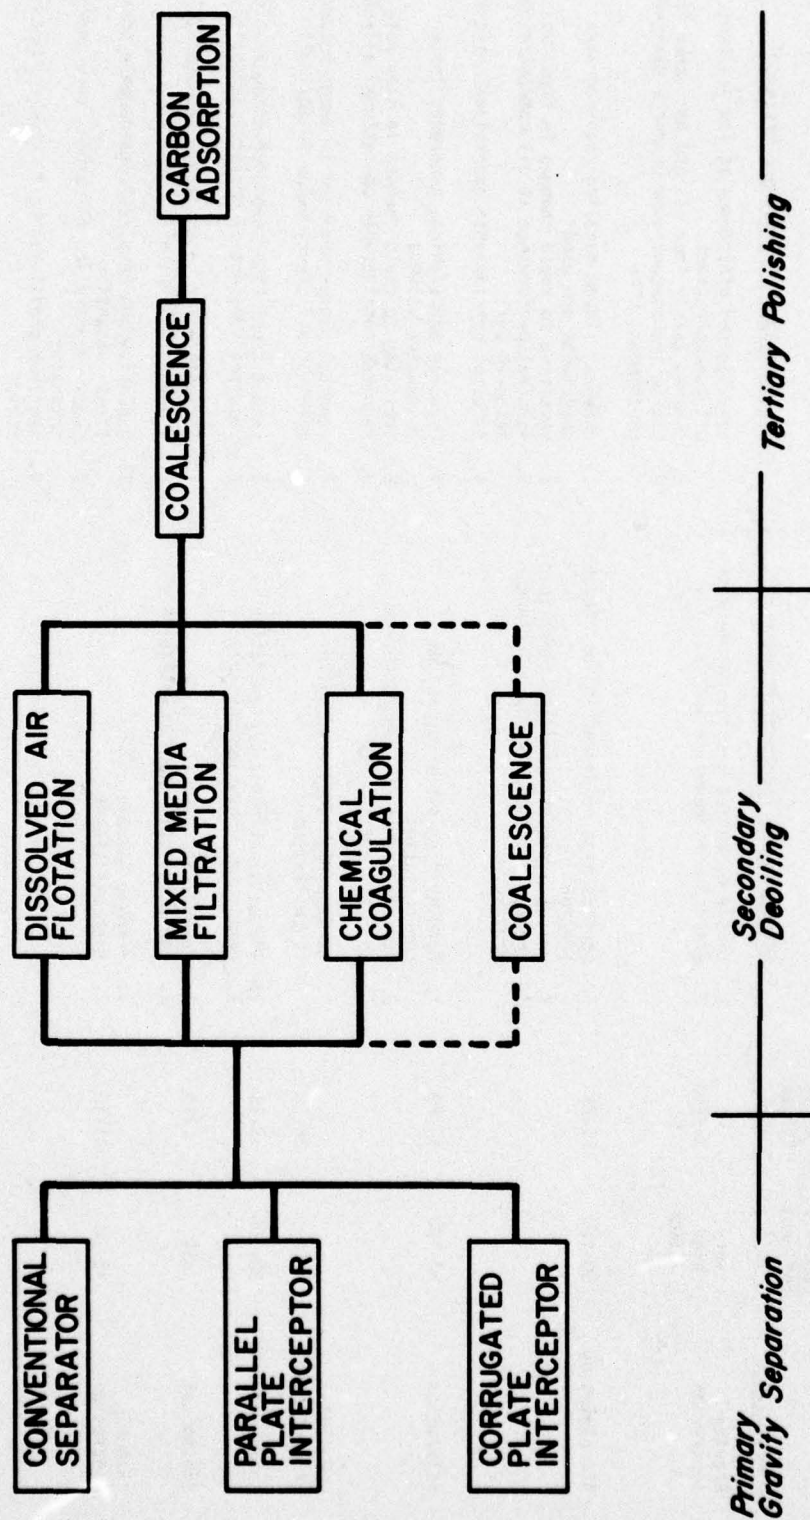 CONVENTIONAL
SEPARATOR
PARALLEL
PLATE
INTERCEPTOR
CORRUGATED
PLATE
INTERCEPTOR
DISSOLVED AIR
FLOTATION
MIXED MEDIA
FILTRATION
CHEMICAL
COAGULATION
COALESCENCE
COALESCENCE
CARBON
ADSORPTION
Primary
Gravity Separation
Secondary
Deoiling
Tertiary Polishing